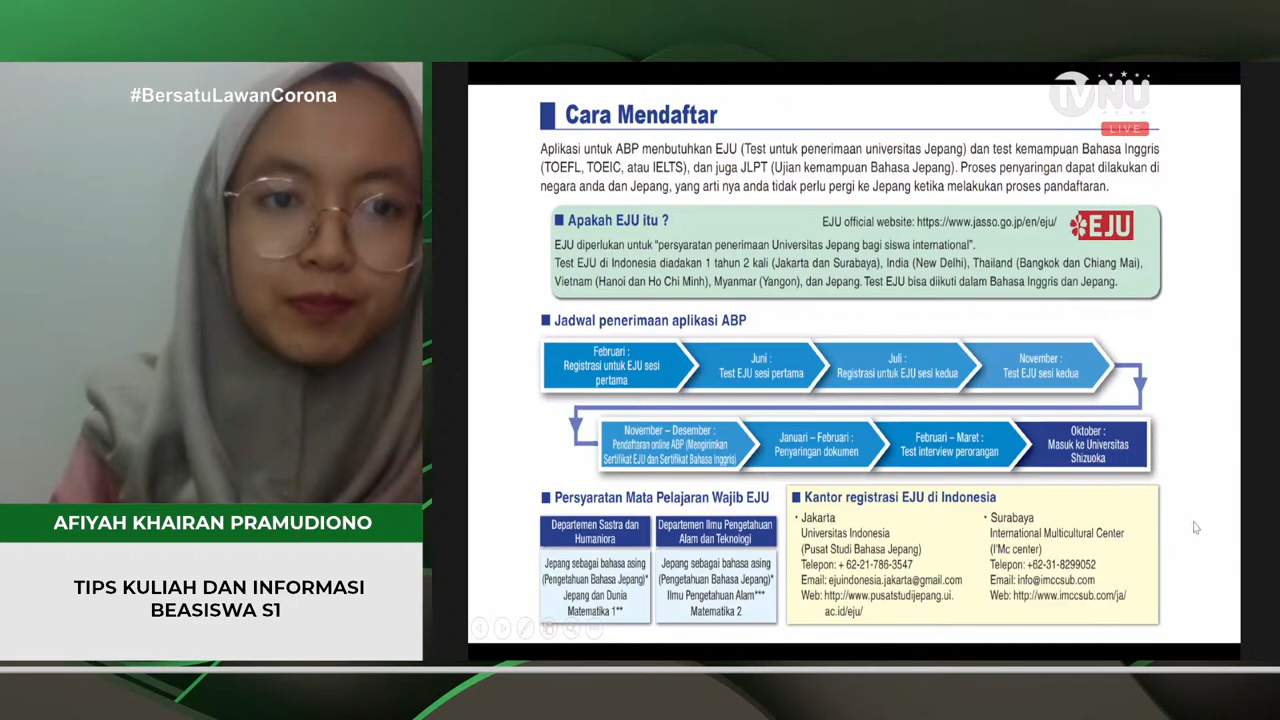 #BersatuLawanCorona
TVNU
LIVE
Cara Mendaftar
Aplikasi untuk ABP menbutuhkan EJU (Test untuk penerimaan universitas Jepang) dan test kemampuan Bahasa Inggris
(TOEFL, TOEIC, atau IELTS), dan juga JLPT (Ujian kemampuan Bahasa Jepang). Proses penyaringan dapat dilakukan di
negara anda dan Jepang, yang arti nya anda tidak perlu pergi ke Jepang ketika melakukan proses pandaftaran.
Apakah EJU itu ?
EJU official website: https://www.jasso.go.jp/en/eju/
EJU
EJU diperlukan untuk “persyaratan penerimaan Universitas Jepang bagi siswa international”.
Test EJU di Indonesia diadakan 1 tahun 2 kali (Jakarta dan Surabaya), India (New Delhi), Thailand (Bangkok dan Chiang Mai),
Vietnam (Hanoi dan Ho Chi Minh), Myanmar (Yangon), dan Jepang. Test EJU bisa diikuti dalam Bahasa Inggris dan Jepang.
Jadwal penerimaan aplikasi ABP
Februari :
Registrasi untuk EJU sesi
pertama
Juni :
Test EJU sesi pertama
Juli :
Registrasi untuk EJU sesi kedua
November :
Test EJU sesi kedua
November – Desember :
Pendaftaran online ABP (Mengirimkan
Sertifikat EJU dan Sertifikat Bahasa Inggris)
Januari – Februari :
Penyaringan dokumen
Februari – Maret :
Test interview perorangan
Oktober :
Masuk ke Universitas
Shizuoka
Persyaratan Mata Pelajaran Wajib EJU
Departemen Sastra dan
Humaniora
Jepang sebagai bahasa asing
(Pengetahuan Bahasa Jepang)*
Jepang dan Dunia
Matematika 1**
Departemen Ilmu Pengetahuan
Alam dan Teknologi
Jepang sebagai bahasa asing
(Pengetahuan Bahasa Jepang)*
Ilmu Pengetahuan Alam***
Matematika 2
Kantor registrasi EJU di Indonesia
・Jakarta
Universitas Indonesia
(Pusat Studi Bahasa Jepang)
Telepon: + 62-21-786-3547
Email: ejuindonesia.jakarta@gmail.com
Web: http://www.pusatstudijepang.ui.
ac.id/eju/
・Surabaya
International Multicultural Center
(I'Mc center)
Telepon: +62-31-8299052
Email: info@imccsub.com
Web: http://www.imccsub.com/ja/
AFIYAH KHAIRAN PRAMUDIONO
TIPS KULIAH DAN INFORMASI
BEASISWA S1